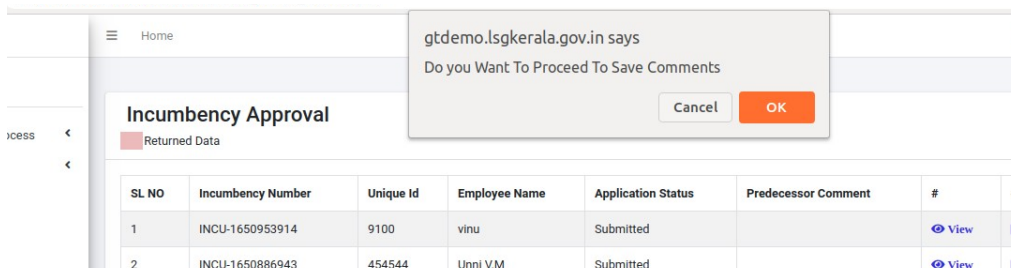 Home
gtdemo.lsgkerala.gov.in says
Do you Want To Proceed To Save Comments
Cancel OK
Incumbency Approval
Returned Data
SL NO Incumbency Number Unique Id Employee Name Application Status Predecessor Comment #
1 INCU-1650953914 9100 vinu Submitted View
2 INCU-1650886943 454544 Unni V.M Submitted View